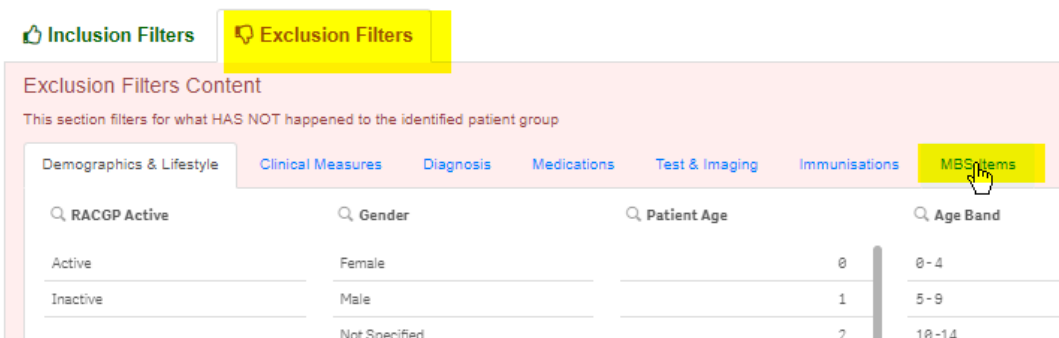 Inclusion Filters Exclusion Filters
Exclusion Filters Content
This section filters for what HAS NOT happened to the identified patient group
Demographics & Lifestyle Clinical Measures Diagnosis Medications Test & Imaging Immunisations MBS Items
RACGP Active Gender Patient Age Age Band
Active Female 0 0-4
Inactive Male 1 5-9
Not Specified 2 10-14